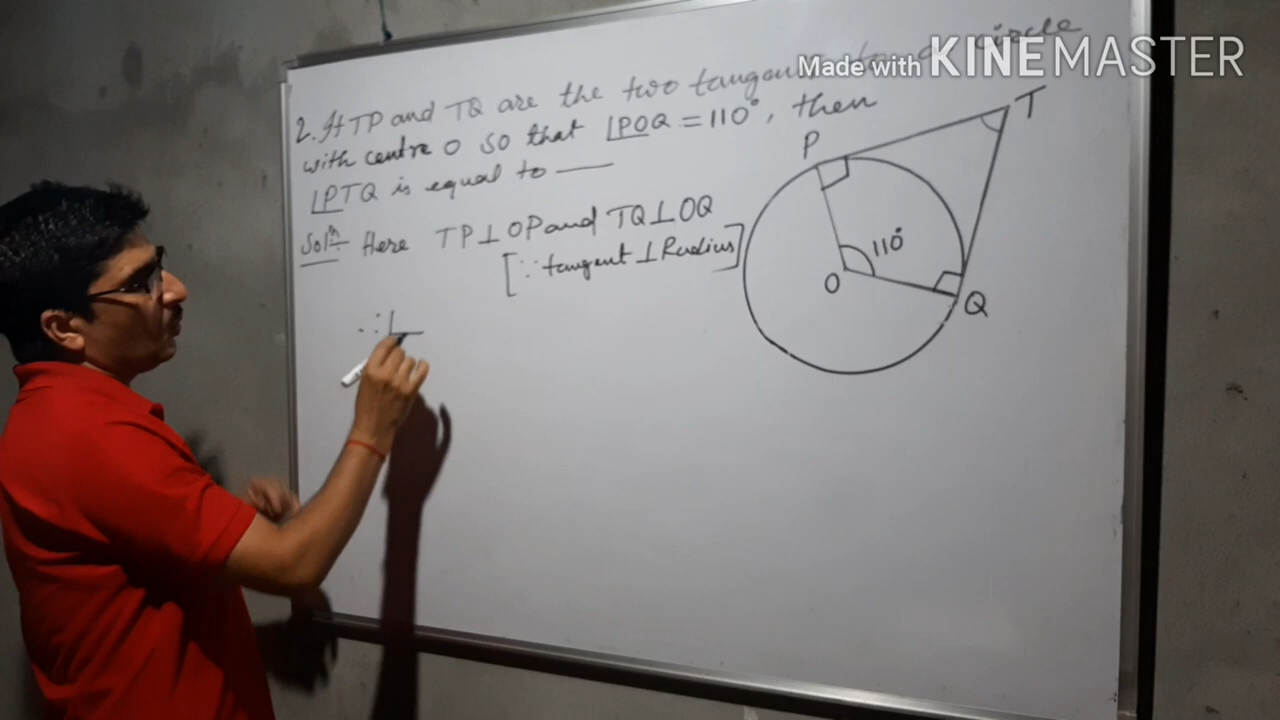 Made with KINEMASTER
2. If TP and TQ are the two tangents to a circle
with centre O so that ∠POQ = 110°, then
∠PTQ is equal to —
Solⁿ:- Here TP ⊥ OP and TQ ⊥ OQ
[∵ tangent ⊥ Radius]
∴ ∠
P
T
110°
O
Q